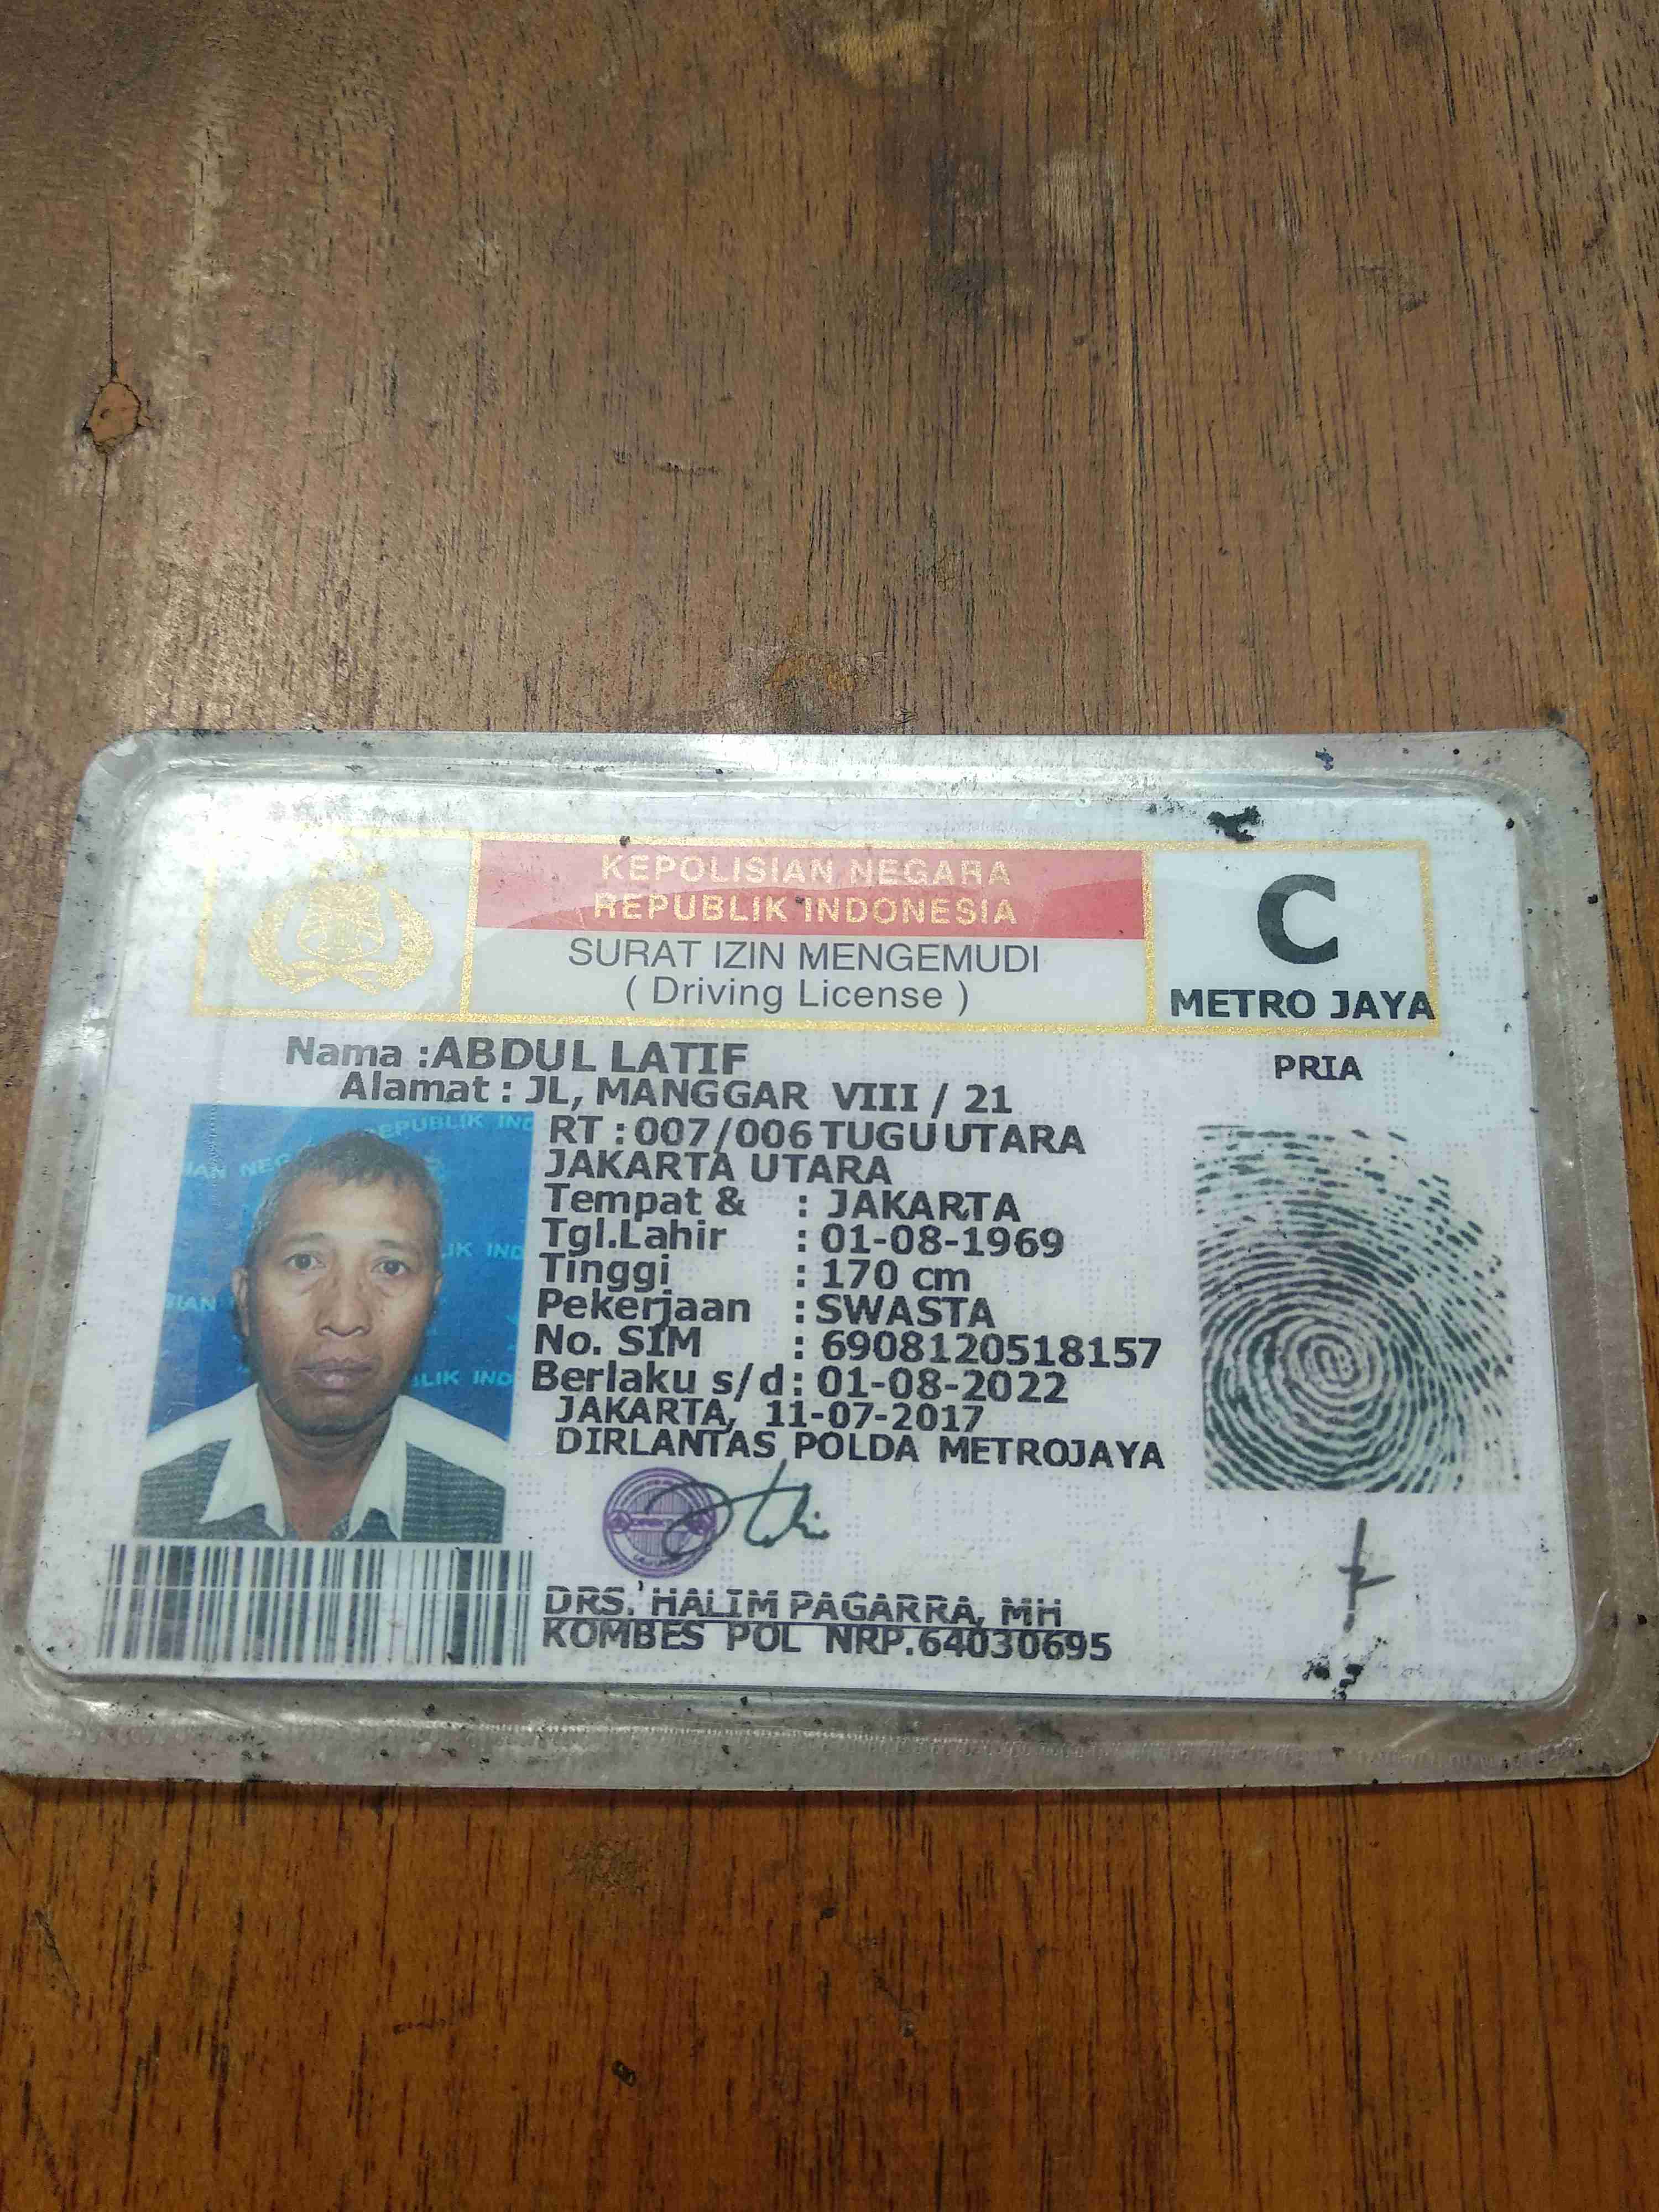 KEPOLISIAN NEGARA
REPUBLIK INDONESIA
SURAT IZIN MENGEMUDI
( Driving License )
C
METRO JAYA
Nama :ABDUL LATIF
PRIA
Alamat : JL, MANGGAR VIII / 21
RT : 007/006 TUGU UTARA
JAKARTA UTARA
Tempat & : JAKARTA
Tgl.Lahir : 01-08-1969
Tinggi : 170 cm
Pekerjaan : SWASTA
No. SIM : 6908120518157
Berlaku s/d : 01-08-2022
JAKARTA, 11-07-2017
DIRLANTAS POLDA METROJAYA
DRS. HALIM PAGARRA, MH
KOMBES POL NRP.64030695